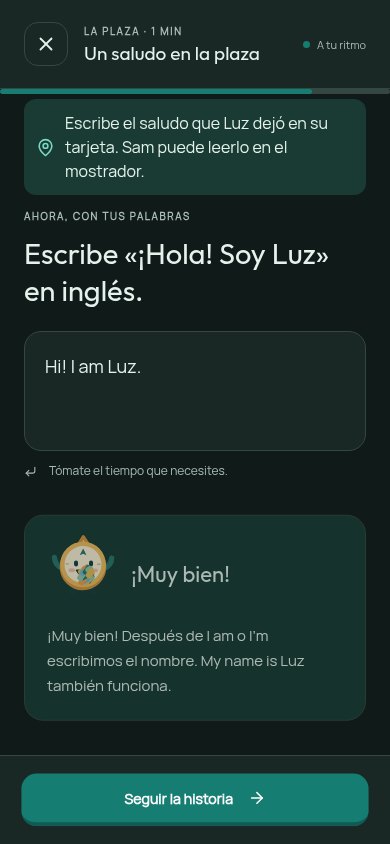 LA PLAZA · 1 MIN
Un saludo en la plaza
A tu ritmo
Escribe el saludo que Luz dejó en su
tarjeta. Sam puede leerlo en el
mostrador.
AHORA, CON TUS PALABRAS
Escribe «¡Hola! Soy Luz»
en inglés.
Hi! I am Luz.
Tómate el tiempo que necesites.
¡Muy bien!
¡Muy bien! Después de I am o I'm
escribimos el nombre. My name is Luz
también funciona.
Seguir la historia